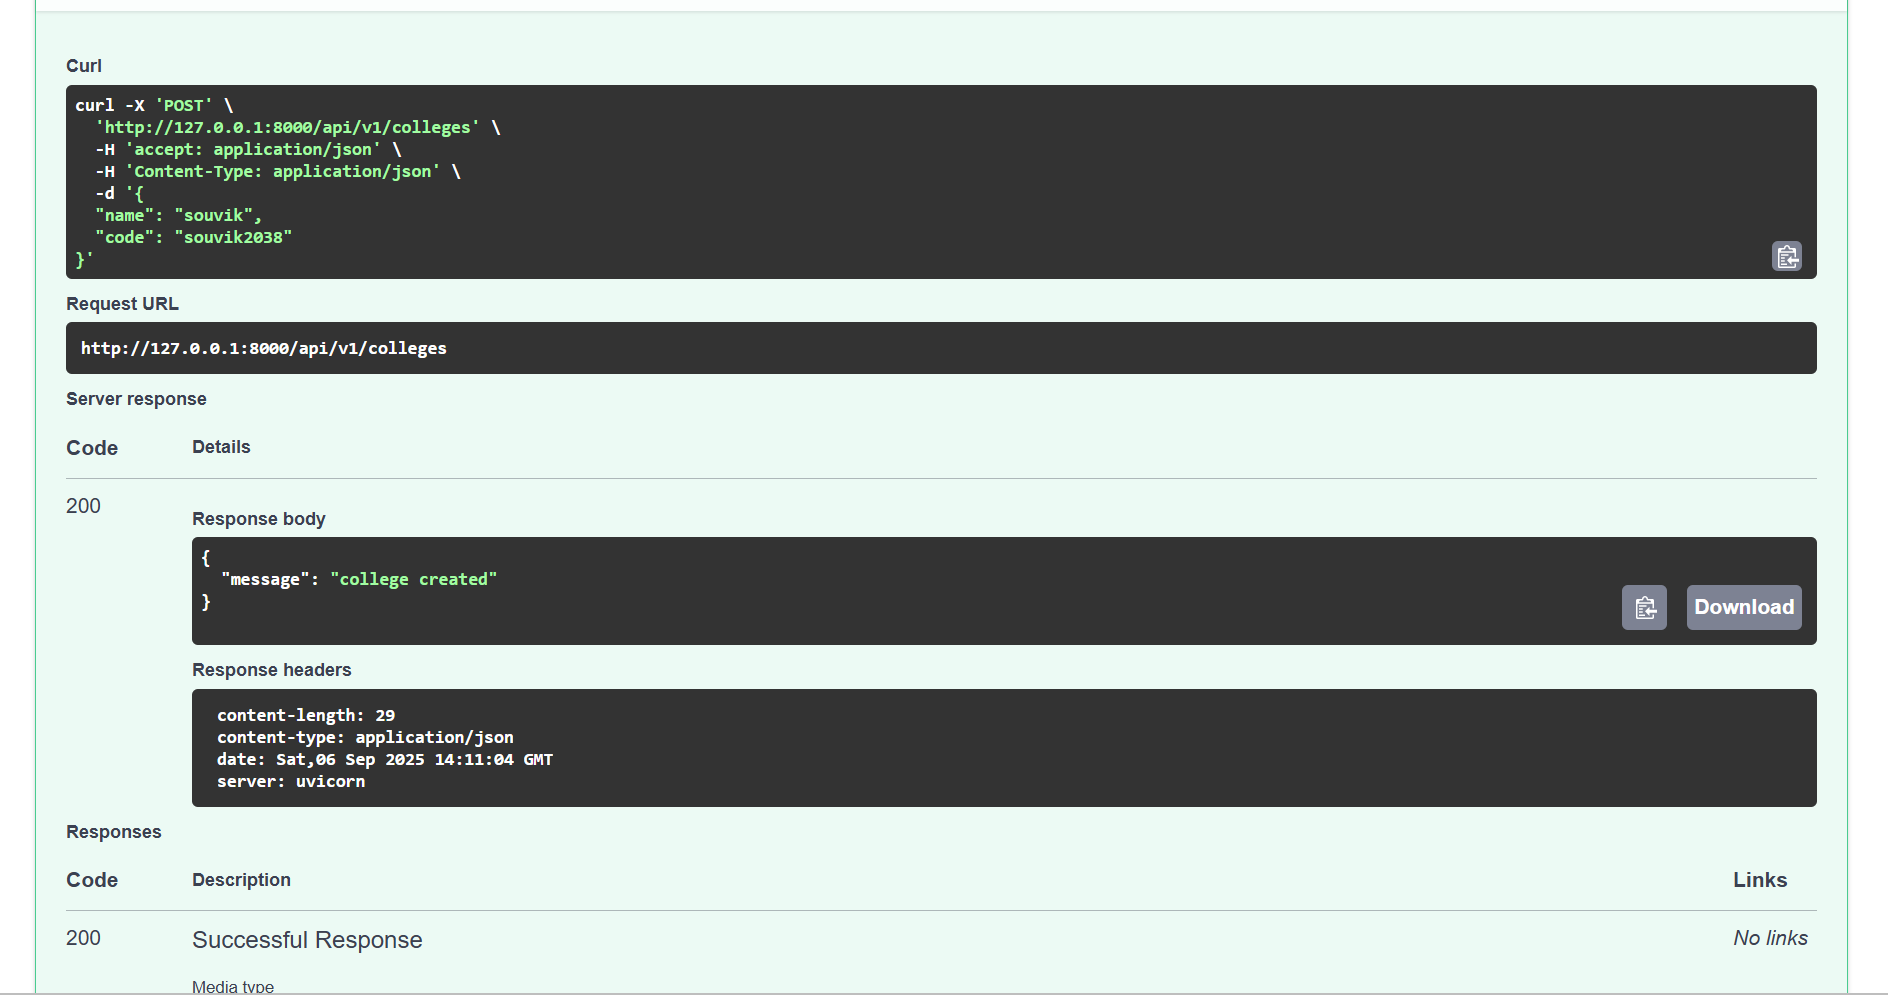 Curl
curl -X 'POST' \
'http://127.0.0.1:8000/api/v1/colleges' \
-H 'accept: application/json' \
-H 'Content-Type: application/json' \
-d '{
"name": "souvik",
"code": "souvik2038"
}'
Request URL
http://127.0.0.1:8000/api/v1/colleges
Server response
Code Details
200
Response body
{
"message": "college created"
}
Download
Response headers
content-length: 29
content-type: application/json
date: Sat,06 Sep 2025 14:11:04 GMT
server: uvicorn
Responses
Code Description Links
200 Successful Response No links
Media type